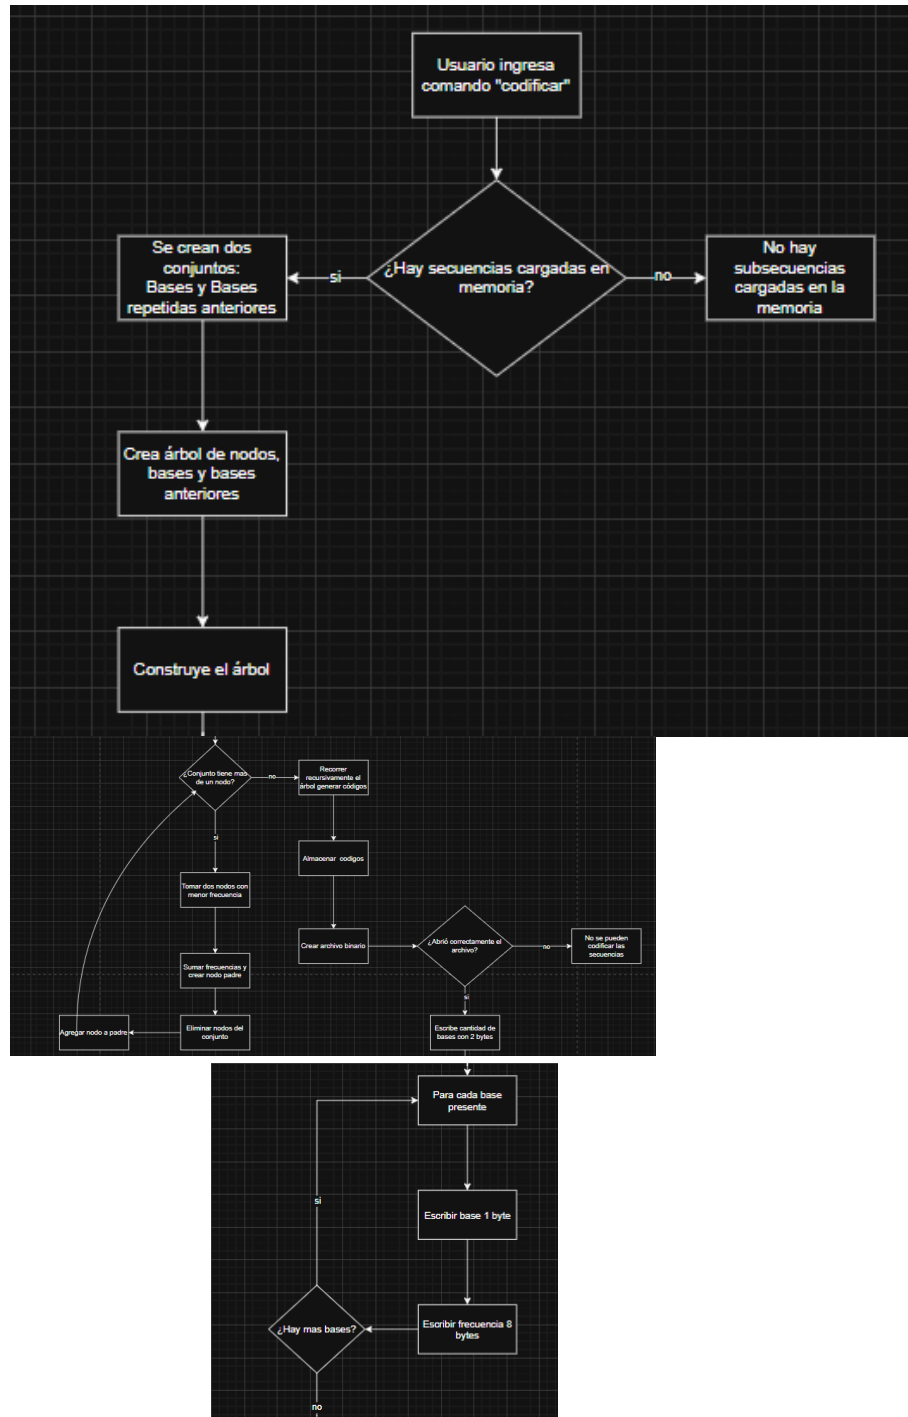 Usuario ingresa
comando "codificar"
¿Hay secuencias cargadas en
memoria?
si
no
Se crean dos
conjuntos:
Bases y Bases
repetidas anteriores
No hay
subsecuencias
cargadas en la
memoria
Crea árbol de nodos,
bases y bases
anteriores
Construye el árbol
¿Conjunto tiene mas
de un nodo?
no
Recorrer
recursivamente el
árbol generar códigos
si
Almacenar codigos
Tomar dos nodos con
menor frecuencia
Crear archivo binario
¿Abrió correctamente el
archivo?
no
No se pueden
codificar las
secuencias
Sumar frecuencias y
crear nodo padre
si
Agregar nodo a padre
Eliminar nodos del
conjunto
Escribe cantidad de
bases con 2 bytes
Para cada base
presente
si
Escribir base 1 byte
¿Hay mas bases?
Escribir frecuencia 8
bytes
no